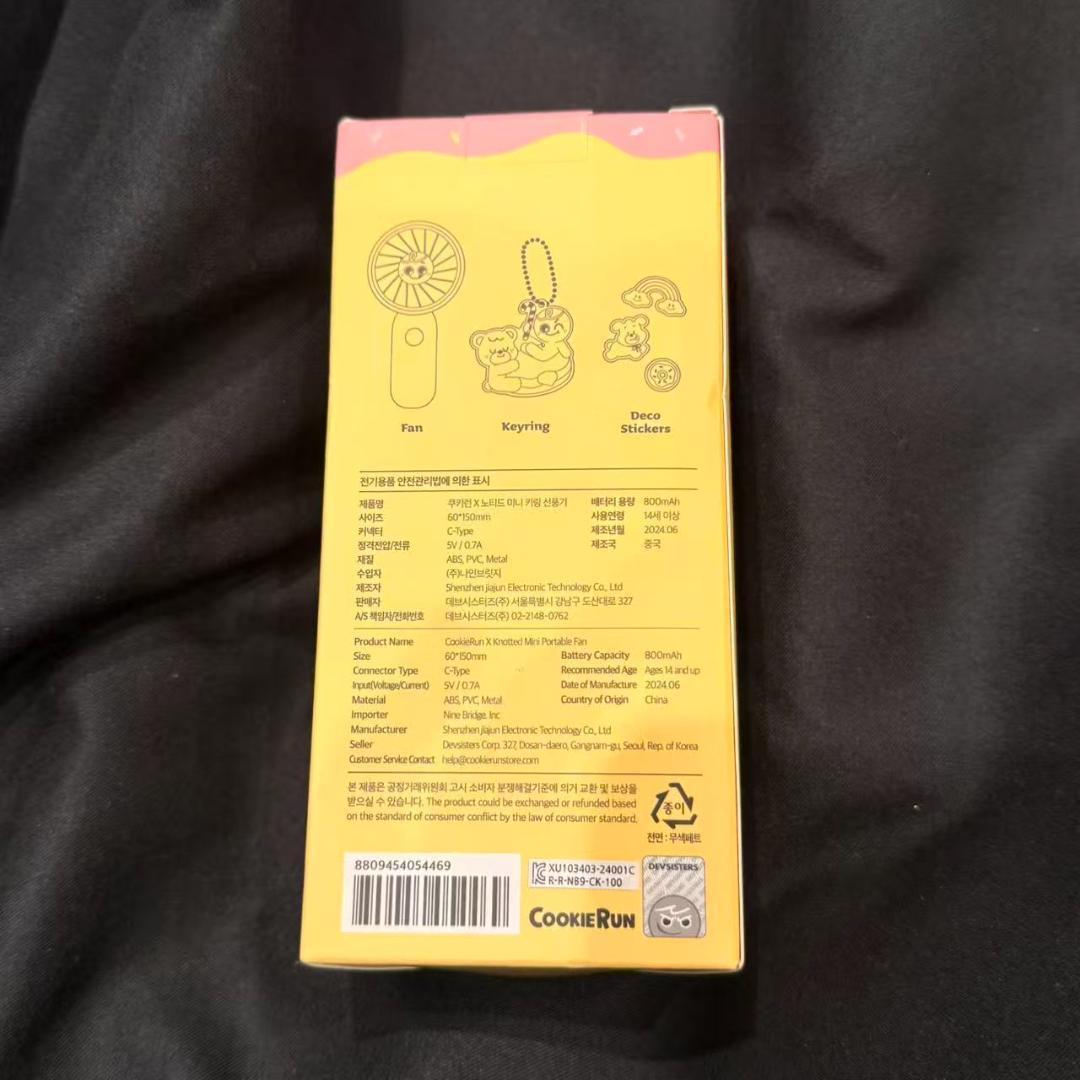 Fan
Keyring
Deco
Stickers
전기용품 안전관리법에 의한 표시
제품명 쿠키런 X 노티드 미니 키링 선풍기 배터리 용량 800mAh
사이즈 60*150mm 사용연령 14세 이상
커넥터 C-Type 제조년월 2024.06
정격전압/전류 5V / 0.7A 제조국 중국
재질 ABS, PVC, Metal
수입자 (주)나인브릿지
제조자 Shenzhen Jiajun Electronic Technology Co., Ltd
판매자 데브시스터즈(주) 서울특별시 강남구 도산대로 327
A/S 책임자/전화번호 데브시스터즈(주) 02-2148-0762
Product Name CookieRun X Knotted Mini Portable Fan
Size 60*150mm Battery Capacity 800mAh
Connector Type C-Type Recommended Age Ages 14 and up
Input(Voltage/Current) 5V / 0.7A Date of Manufacture 2024.06
Material ABS, PVC, Metal Country of Origin China
Importer Nine Bridge, Inc
Manufacturer Shenzhen Jiajun Electronic Technology Co., Ltd
Seller Devsisters Corp. 327, Dosan-daero, Gangnam-gu, Seoul, Rep. of Korea
Customer Service Contact help@cookierunstore.com
본 제품은 공정거래위원회 고시 소비자 분쟁해결기준에 의거 교환 및 보상을
받으실 수 있습니다. The product could be exchanged or refunded based
on the standard of consumer conflict by the law of consumer standard.
종이
전면 : 무색페트
8809454054469
XU103403-24001C
R-R-NB9-CK-100
COOKIERUN
DEVSISTERS